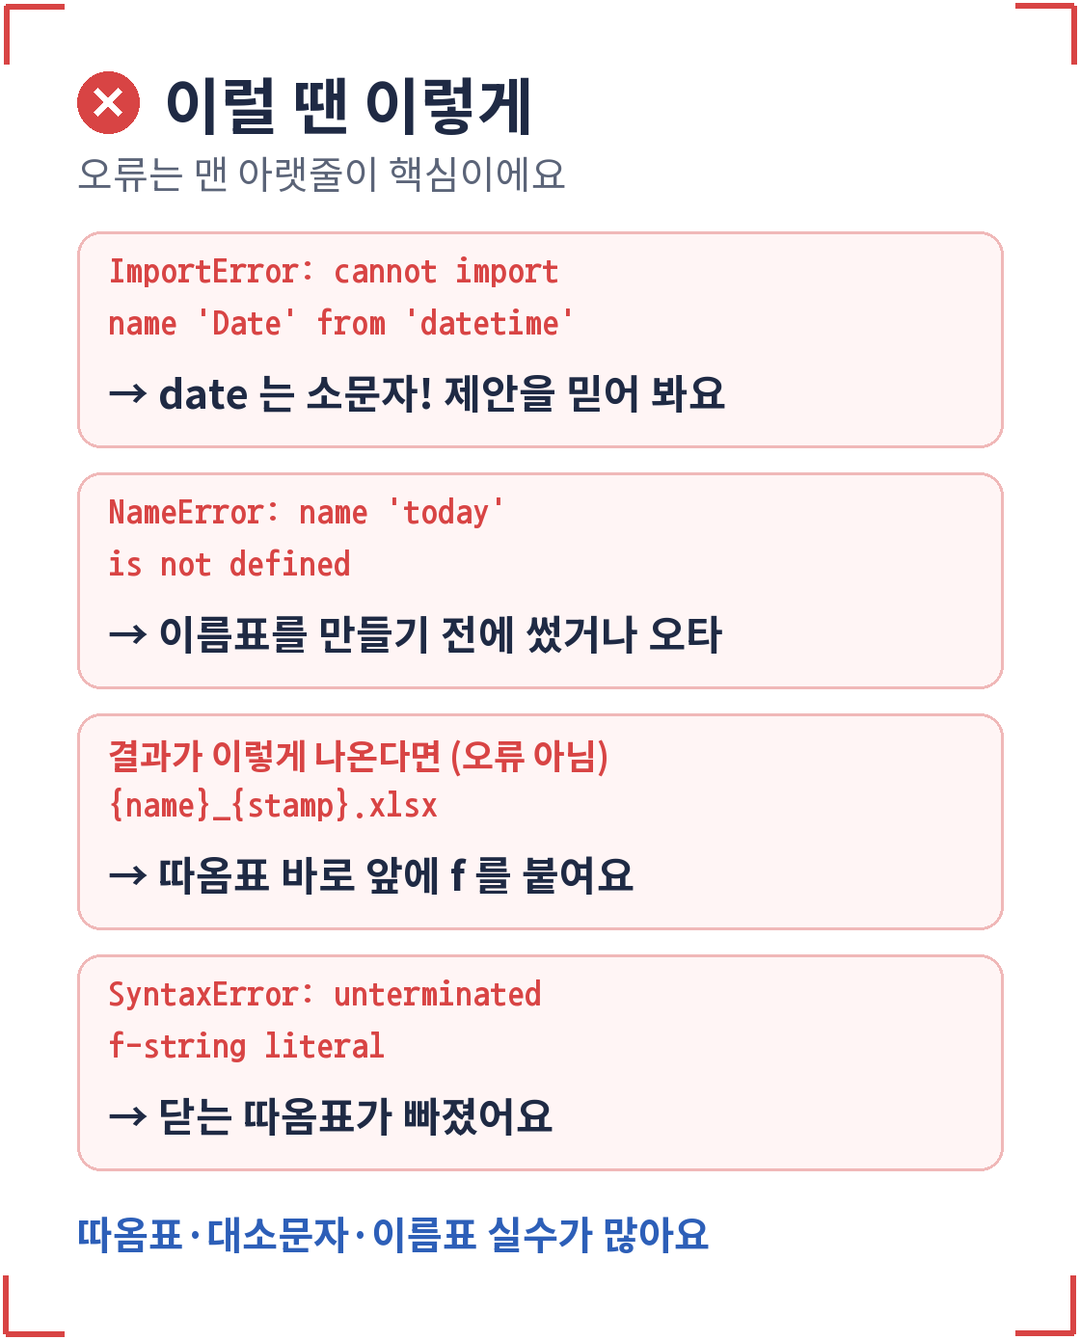 이럴 땐 이렇게
오류는 맨 아랫줄이 핵심이에요
ImportError: cannot import
name 'Date' from 'datetime'
→ date 는 소문자! 제안을 믿어 봐요
NameError: name 'today'
is not defined
→ 이름표를 만들기 전에 썼거나 오타
결과가 이렇게 나온다면 (오류 아님)
{name}_{stamp}.xlsx
→ 따옴표 바로 앞에 f 를 붙여요
SyntaxError: unterminated
f-string literal
→ 닫는 따옴표가 빠졌어요
따옴표·대소문자·이름표 실수가 많아요